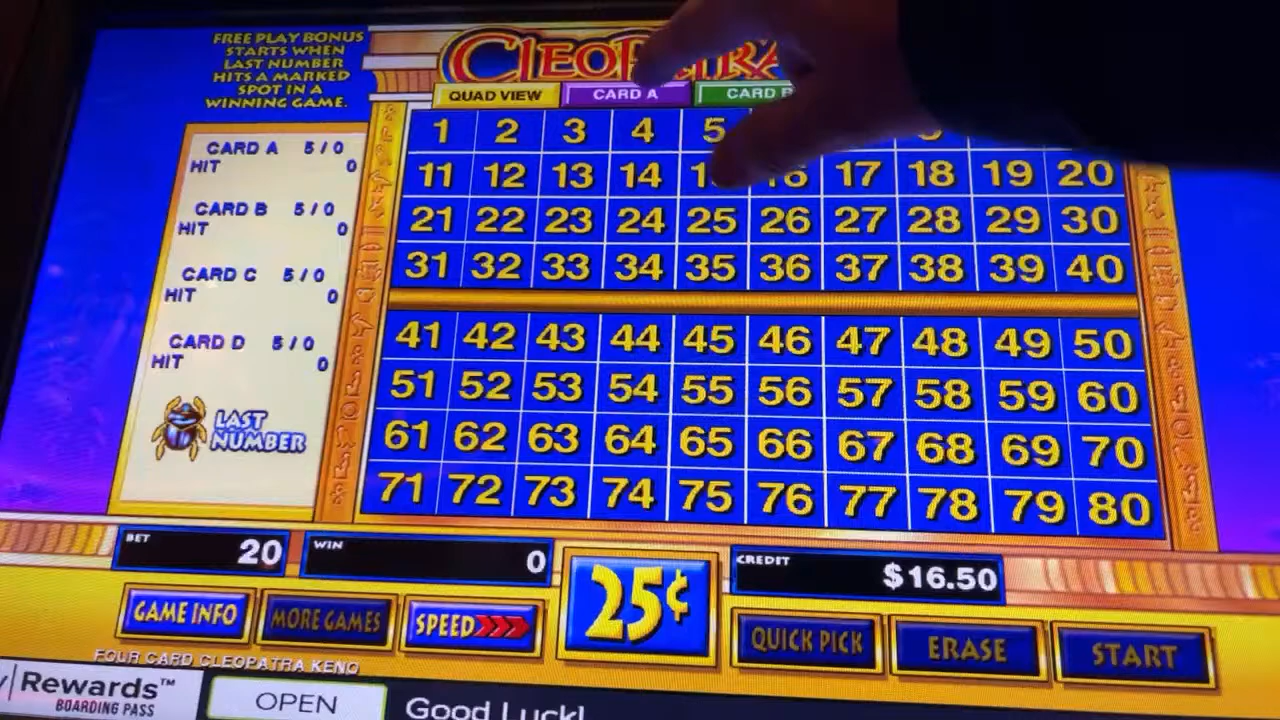 FREE PLAY BONUS
STARTS WHEN
LAST NUMBER
HITS A MARKED
SPOT IN A
WINNING GAME.
QUAD VIEW
CARD A
CARD
CARD A 5/0
HIT 0
CARD B 5/0
HIT 0
CARD C 5/0
HIT 0
CARD D 5/0
HIT 0
LAST
NUMBER
1 2 3 4 5
11 12 13 14 17 18 19 20
21 22 23 24 25 26 27 28 29 30
31 32 33 34 35 36 37 38 39 40
41 42 43 44 45 46 47 48 49 50
51 52 53 54 55 56 57 58 59 60
61 62 63 64 65 66 67 68 69 70
71 72 73 74 75 76 77 78 79 80
BET 20
WIN 0
25¢
CREDIT $16.50
GAME INFO
MORE GAMES
SPEED
QUICK PICK
ERASE
START
FOUR CARD CLEOPATRA KENO
Rewards™
BOARDING PASS
OPEN
Good Luck!